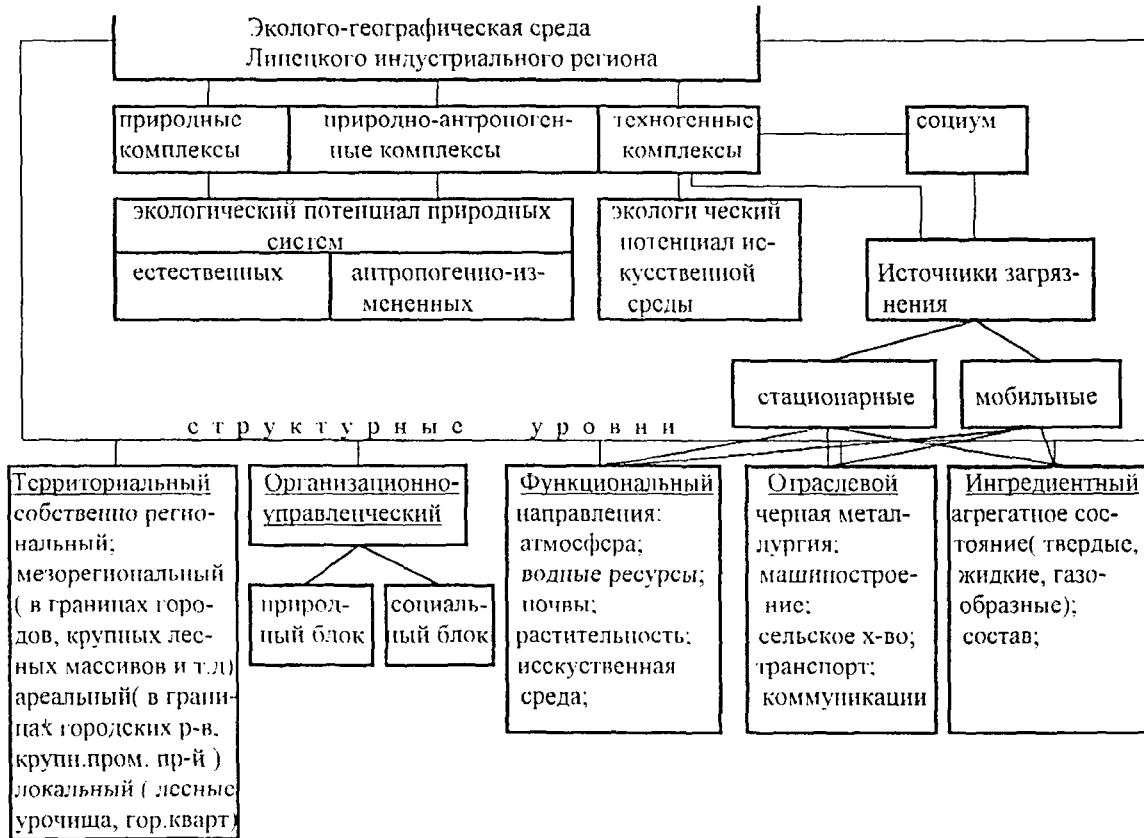 Эколого-географическая среда
Липецкого индустриального региона
природные
комплексы
природно-антропоген-
ные комплексы
техногенные
комплексы
социум
экологический потенциал природных
систем
естественных
антропогенно-из-
мененных
экологи ческий
потенциал ис-
кусственной
среды
Источники загряз-
нения
стационарные
мобильные
структурные уровни
Территориальный
собственно регио-
нальный;
мезорегиональный
( в границах горо-
дов, крупных лес-
ных массивов и т.д)
ареальный( в грани-
цах городских р-в,
крупн.пром. пр-й )
локальный ( лесные
урочища, гор.кварт)
Организационно-
управленческий
природ-
ный блок
социаль-
ный блок
Функциональный
направления:
атмосфера;
водные ресурсы;
почвы;
растительность;
исскуственная
среда;
Отраслевой
черная метал-
лургия;
машинострое-
ние;
сельское х-во;
транспорт;
коммуникации
Ингредиентный
агрегатное сос-
тояние( твердые,
жидкие, газо-
образные);
состав;